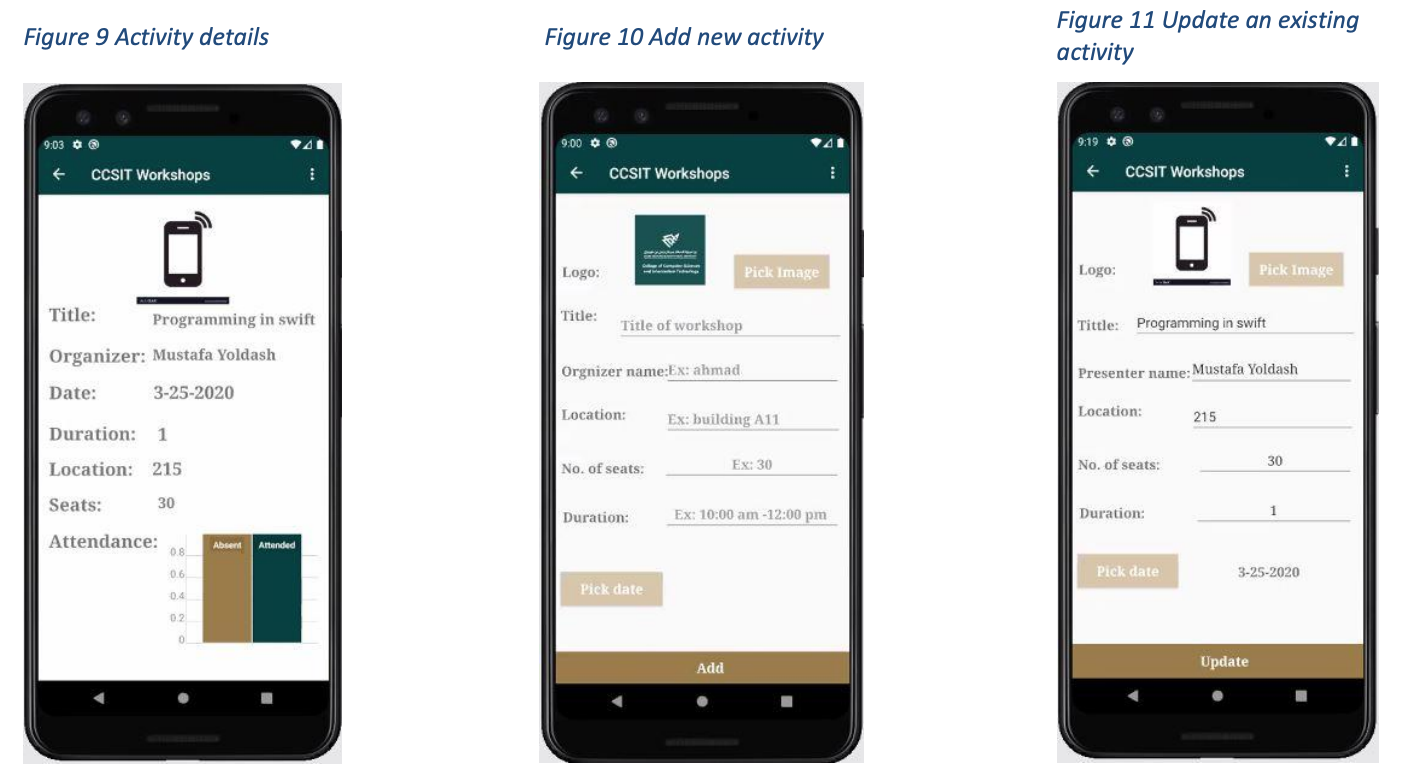 Figure 9 Activity details
9:03
CCSIT Workshops
Title: Programming in swift
Organizer: Mustafa Yoldash
Date: 3-25-2020
Duration: 1
Location: 215
Seats: 30
Attendance:
Absent Attended
0.8
0.6
0.4
0.2
0
Figure 10 Add new activity
9:00
CCSIT Workshops
College of Computer Sciences
and Information Technology
Logo: Pick Image
Title: Title of workshop
Orgnizer name: Ex: ahmad
Location: Ex: building A11
No. of seats: Ex: 30
Duration: Ex: 10:00 am -12:00 pm
Pick date
Add
Figure 11 Update an existing
activity
9:19
CCSIT Workshops
Logo: Pick Image
Tittle: Programming in swift
Presenter name: Mustafa Yoldash
Location: 215
No. of seats: 30
Duration: 1
Pick date 3-25-2020
Update